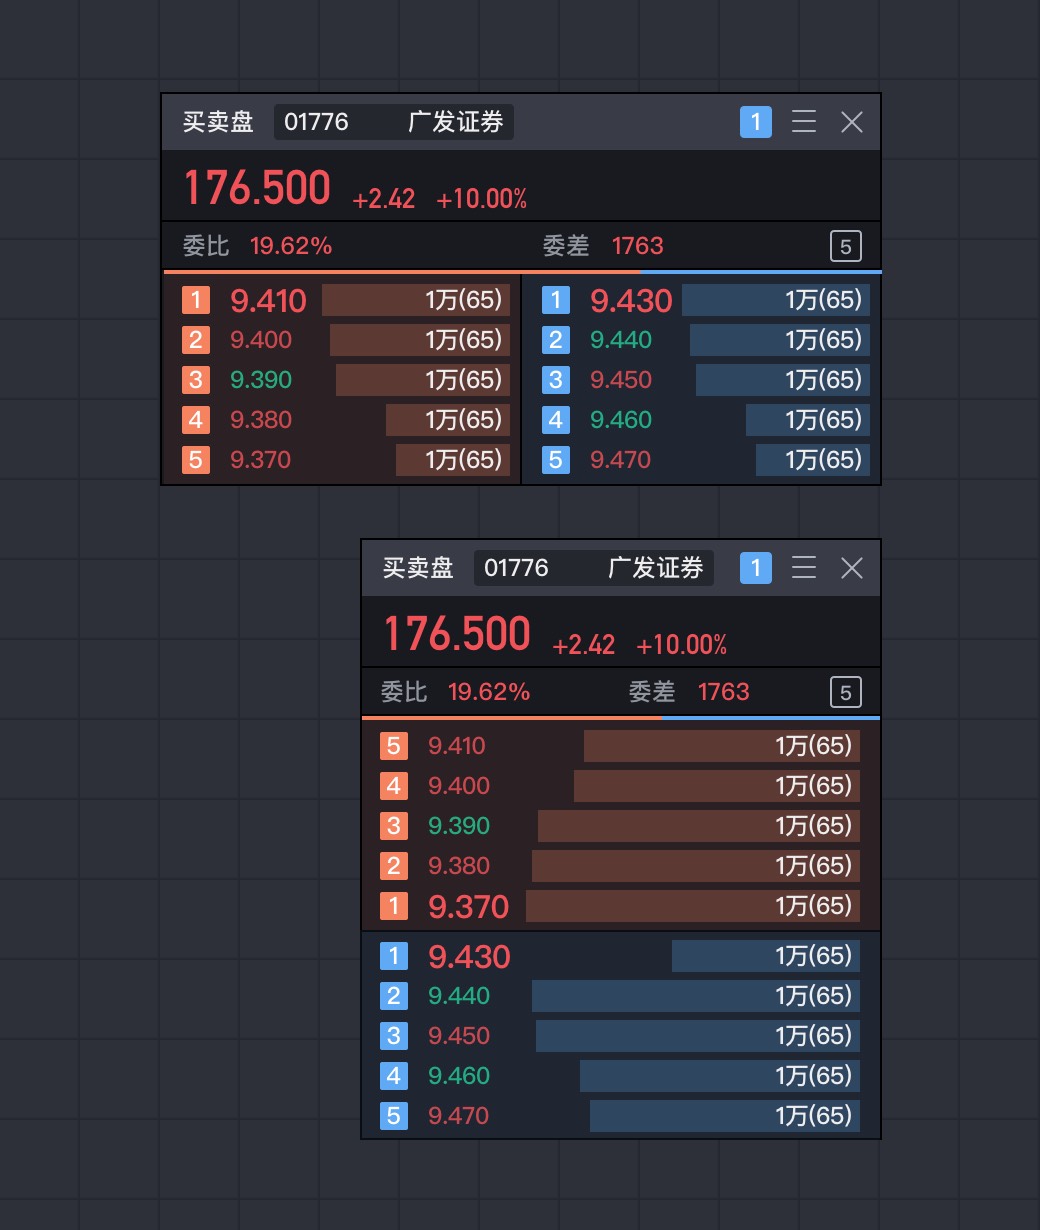 买卖盘 01776 广发证券 1
176.500 +2.42 +10.00%
委比 19.62% 委差 1763 5
1 9.410 1万(65) 1 9.430 1万(65)
2 9.400 1万(65) 2 9.440 1万(65)
3 9.390 1万(65) 3 9.450 1万(65)
4 9.380 1万(65) 4 9.460 1万(65)
5 9.370 1万(65) 5 9.470 1万(65)
买卖盘 01776 广发证券 1
176.500 +2.42 +10.00%
委比 19.62% 委差 1763 5
5 9.410 1万(65)
4 9.400 1万(65)
3 9.390 1万(65)
2 9.380 1万(65)
1 9.370 1万(65)
1 9.430 1万(65)
2 9.440 1万(65)
3 9.450 1万(65)
4 9.460 1万(65)
5 9.470 1万(65)